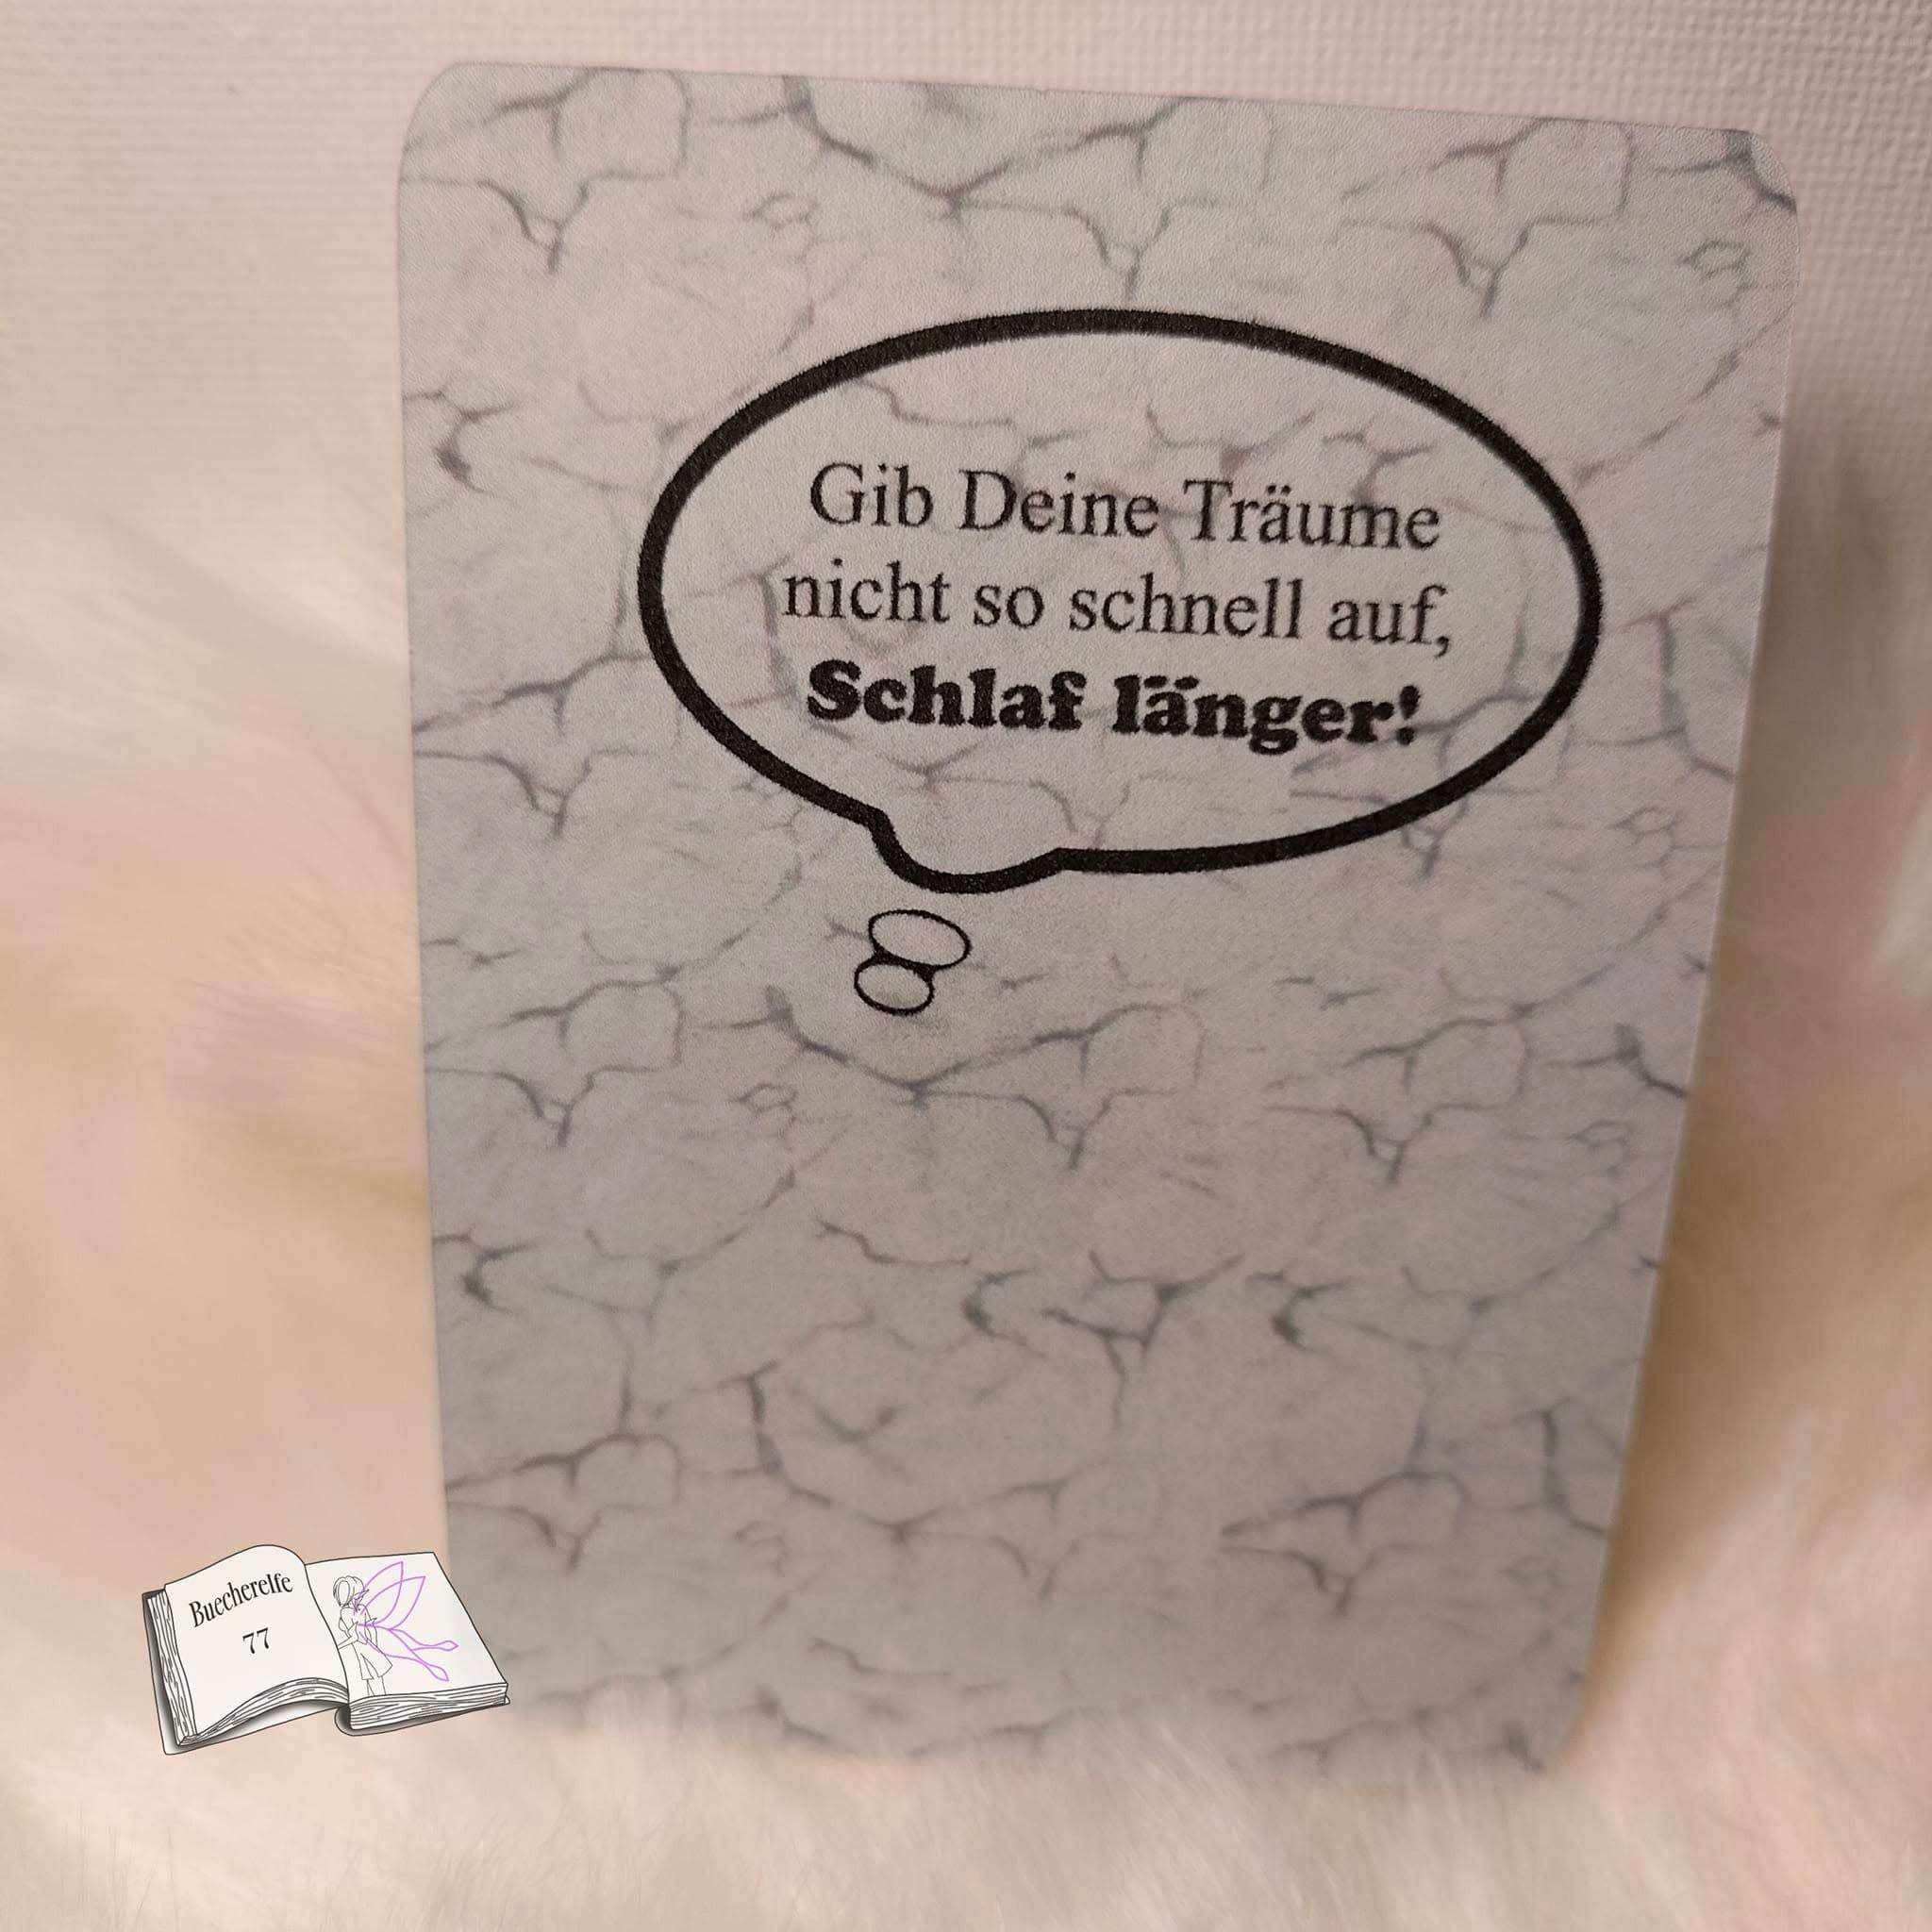 Gib Deine Träume
nicht so schnell auf,
Schlaf länger!
Buecherelfe
77